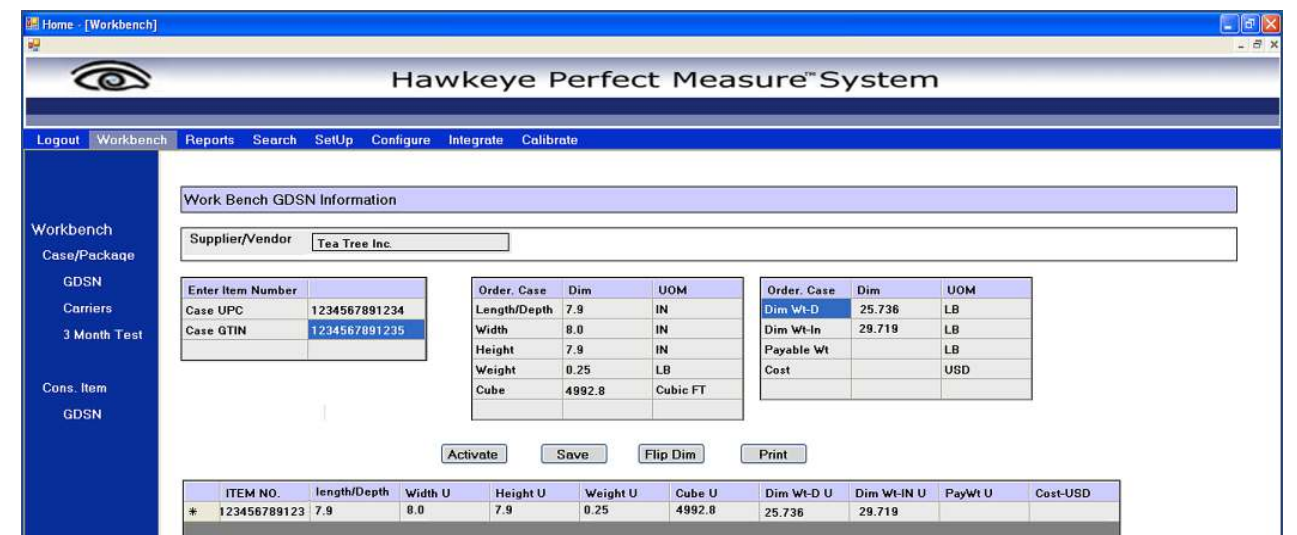 Home - [Workbench]
Hawkeye Perfect Measure™ System
Logout Workbench Reports Search SetUp Configure Integrate Calibrate
Work Bench GDSN Information
Workbench
Supplier/Vendor Tea Tree Inc.
Case/Package
GDSN
Carriers
3 Month Test
Cons. Item
GDSN
Enter Item Number
Case UPC 1234567891234
Case GTIN 1234567891235
Order. Case Dim UOM
Length/Depth 7.9 IN
Width 8.0 IN
Height 7.9 IN
Weight 0.25 LB
Cube 4992.8 Cubic FT
Order. Case Dim UOM
Dim Wt-D 25.736 LB
Dim Wt-In 29.719 LB
Payable Wt LB
Cost USD
Activate Save Flip Dim Print
ITEM NO. length/Depth Width U Height U Weight U Cube U Dim Wt-D U Dim Wt-IN U PayWt U Cost-USD
* 123456789123 7.9 8.0 7.9 0.25 4992.8 25.736 29.719